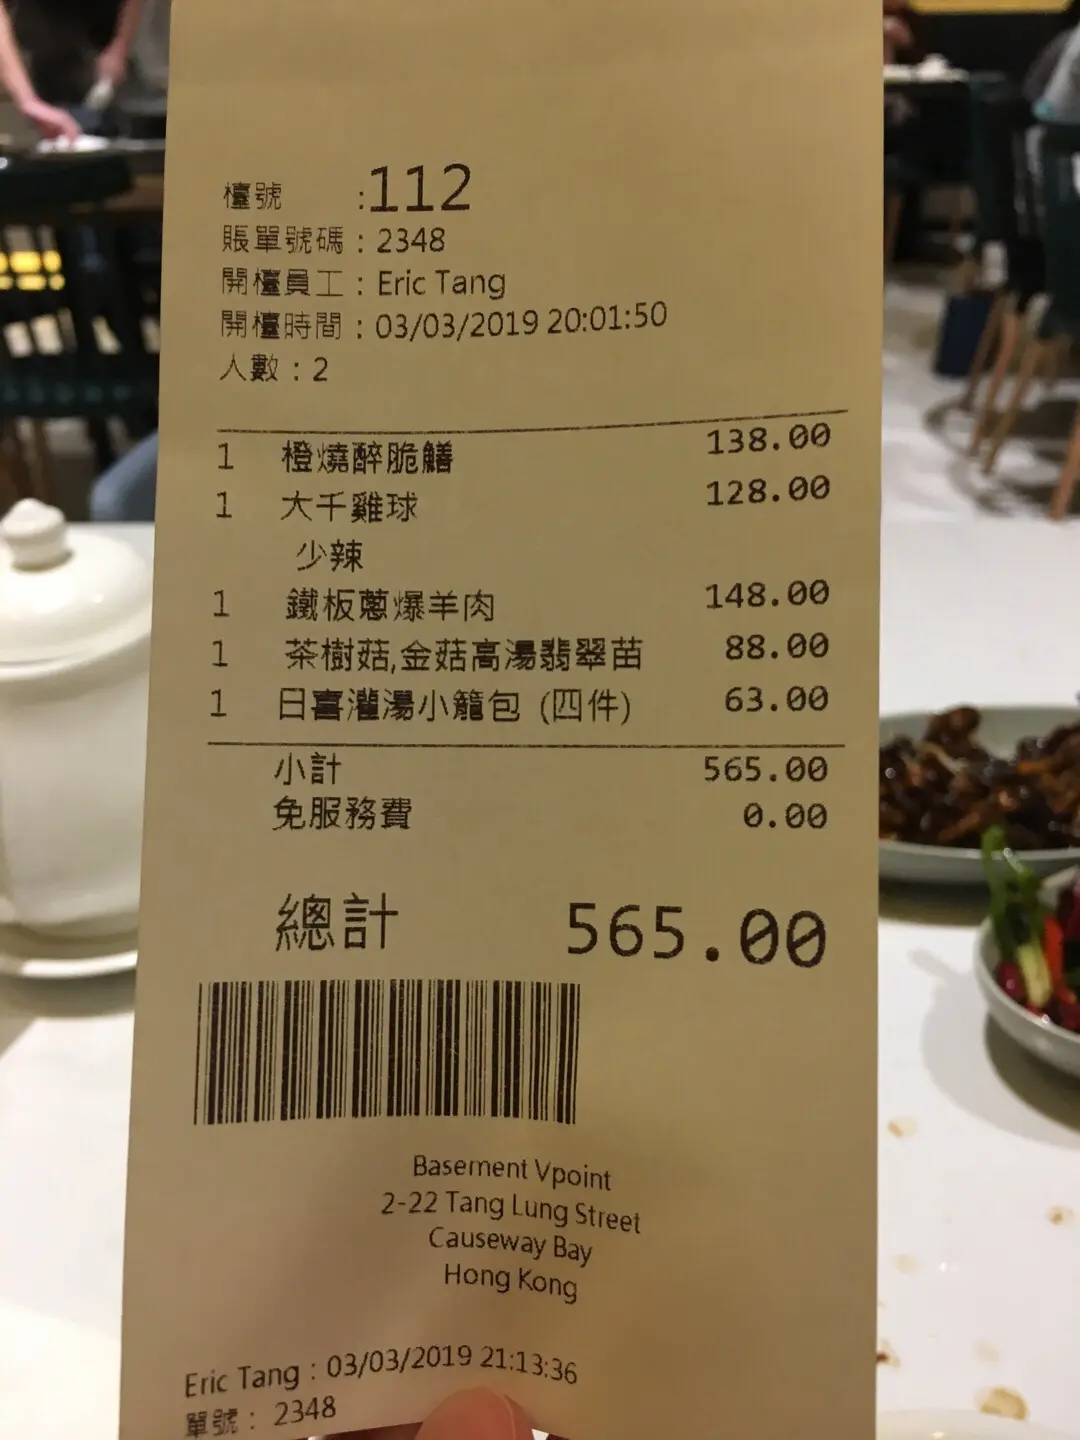 檯號 :112
賬單號碼 : 2348
開檯員工 : Eric Tang
開檯時間 : 03/03/2019 20:01:50
人數 : 2
1 橙燒醉脆鱔 138.00
1 大千雞球 128.00
少辣
1 鐵板蔥爆羊肉 148.00
1 茶樹菇,金菇高湯翡翠苗 88.00
1 日喜灌湯小籠包 (四件) 63.00
小計 565.00
免服務費 0.00
總計 565.00
Basement Vpoint
2-22 Tang Lung Street
Causeway Bay
Hong Kong
Eric Tang : 03/03/2019 21:13:36
單號 : 2348